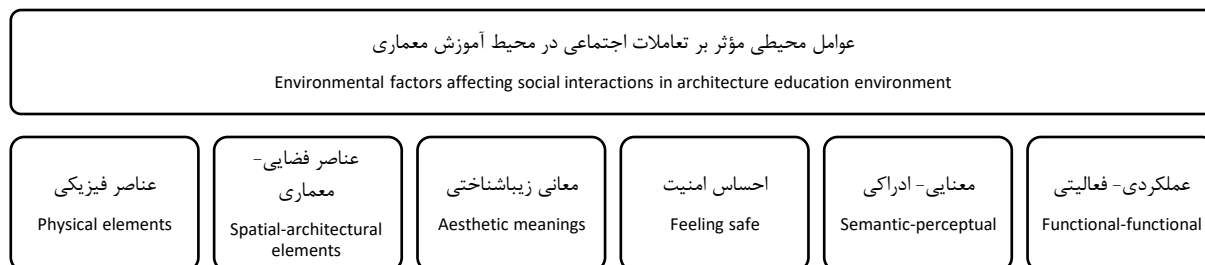 عوامل محیطی مؤثر بر تعاملات اجتماعی در محیط آموزش معماری
Environmental factors affecting social interactions in architecture education environment
عملکردی- فعالیتی
Functional-functional
معنایی- ادراکی
Semantic-perceptual
احساس امنیت
Feeling safe
معانی زیباشناختی
Aesthetic meanings
عناصر فضایی-
معماری
Spatial-architectural
elements
عناصر فیزیکی
Physical elements